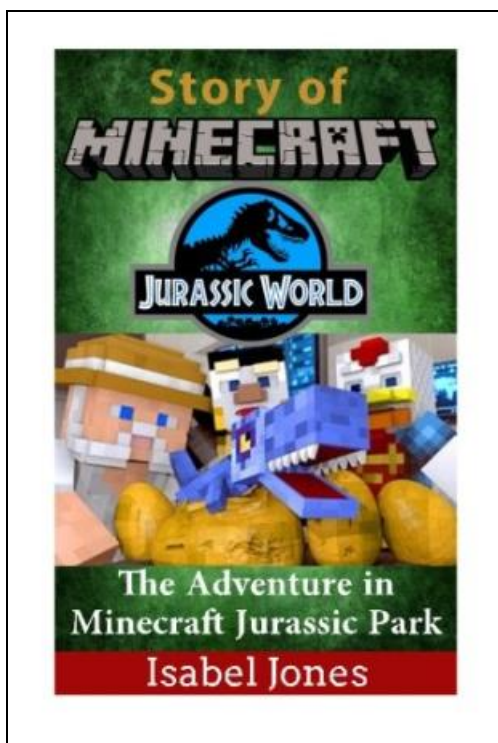 Story of
MINECRAFT
JURASSIC WORLD
The Adventure in
Minecraft Jurassic Park
Isabel Jones